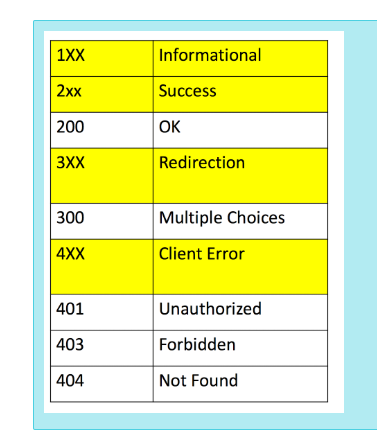 1XX Informational
2xx Success
200 OK
3XX Redirection
300 Multiple Choices
4XX Client Error
401 Unauthorized
403 Forbidden
404 Not Found